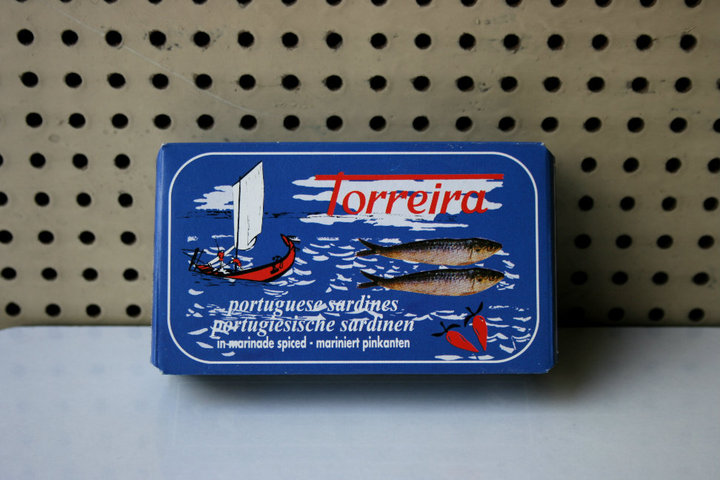 Torreira
portuguese sardines
portugiesische sardinen
in marinade spiced - mariniert pinkanten